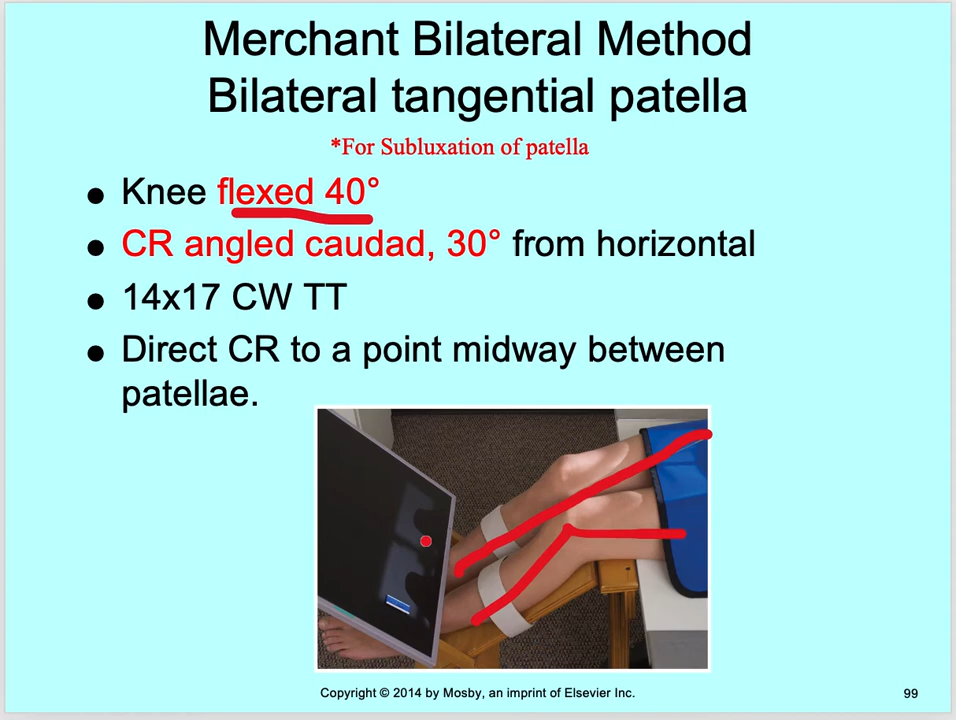 Merchant Bilateral Method
Bilateral tangential patella
*For Subluxation of patella
● Knee flexed 40°
● CR angled caudad, 30° from horizontal
● 14x17 CW TT
● Direct CR to a point midway between
patellae.
Copyright © 2014 by Mosby, an imprint of Elsevier Inc.
99